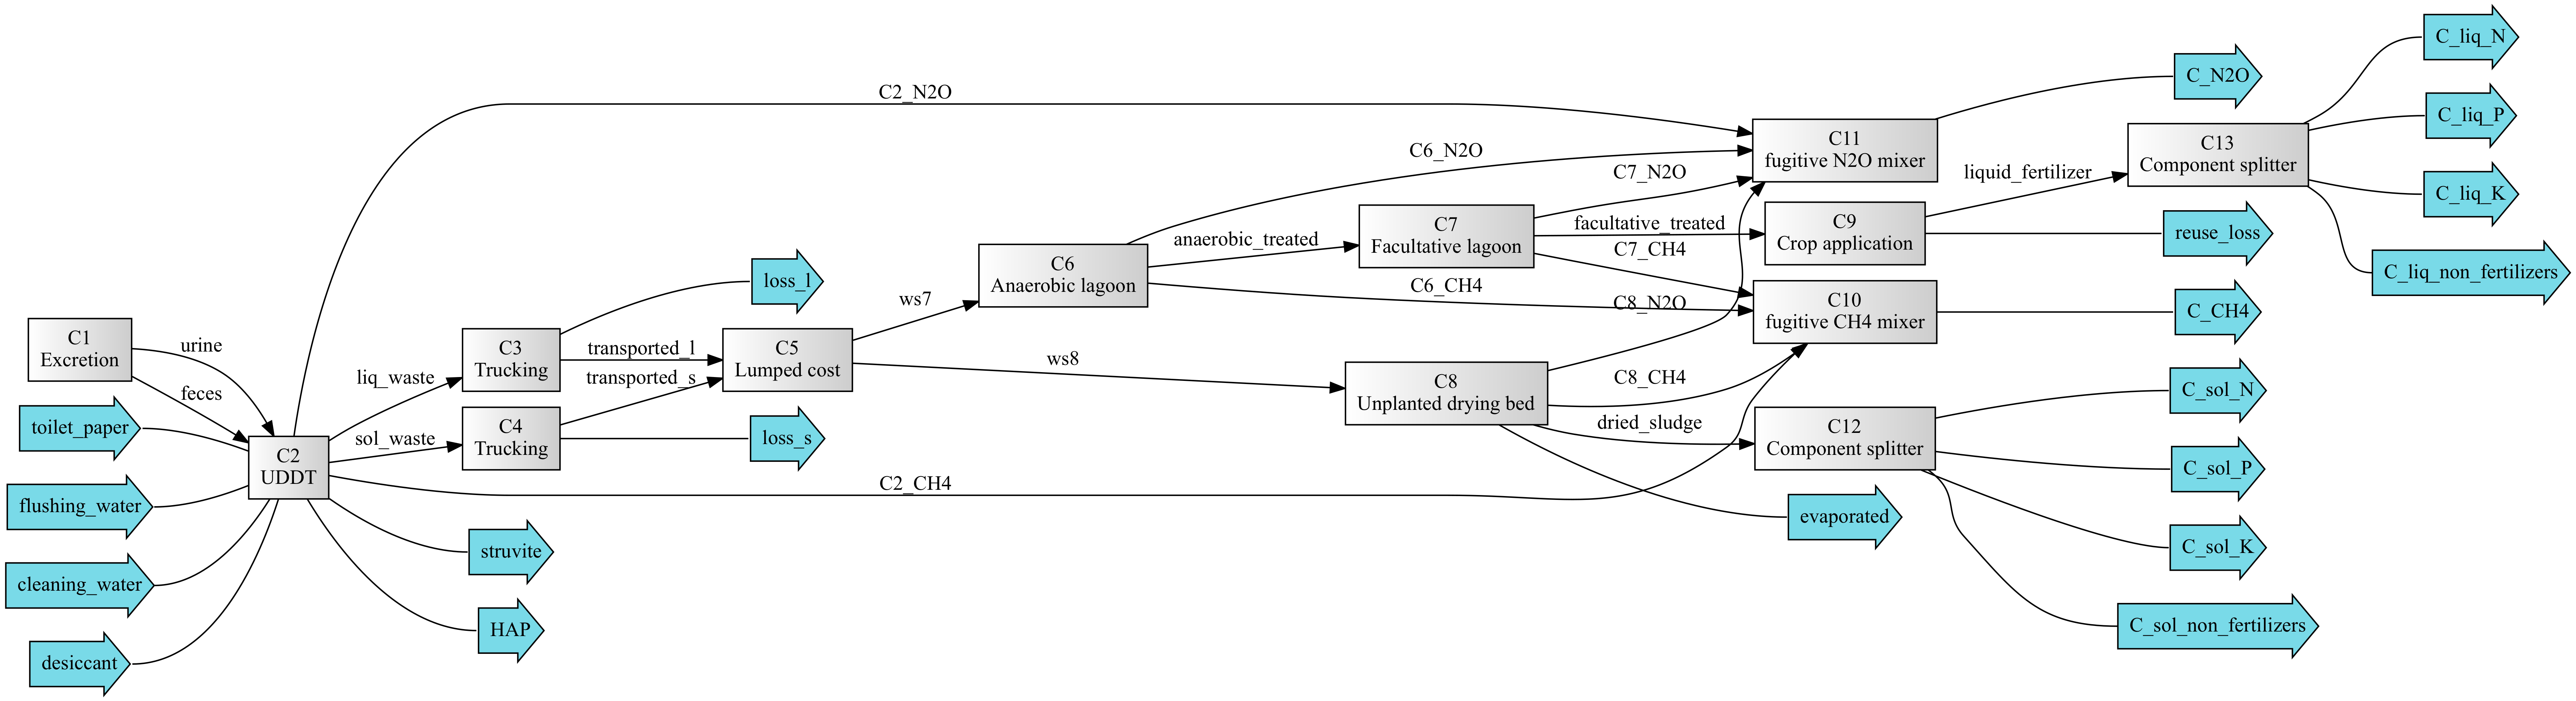 C1
Excretion
urine
feces
toilet_paper
flushing_water
cleaning_water
desiccant
C2
UDDT
C2_N2O
liq_waste
sol_waste
C2_CH4
struvite
HAP
C3
Trucking
C4
Trucking
loss_l
transported_l
transported_s
loss_s
C5
Lumped cost
ws7
ws8
C6
Anaerobic lagoon
C6_N2O
anaerobic_treated
C6_CH4
C7
Facultative lagoon
C7_N2O
facultative_treated
C7_CH4
C8_N2O
C8
Unplanted drying bed
C8_CH4
dried_sludge
evaporated
C11
fugitive N2O mixer
C9
Crop application
C10
fugitive CH4 mixer
C12
Component splitter
liquid_fertilizer
C_N2O
C13
Component splitter
reuse_loss
C_CH4
C_sol_N
C_sol_P
C_sol_K
C_sol_non_fertilizers
C_liq_N
C_liq_P
C_liq_K
C_liq_non_fertilizers